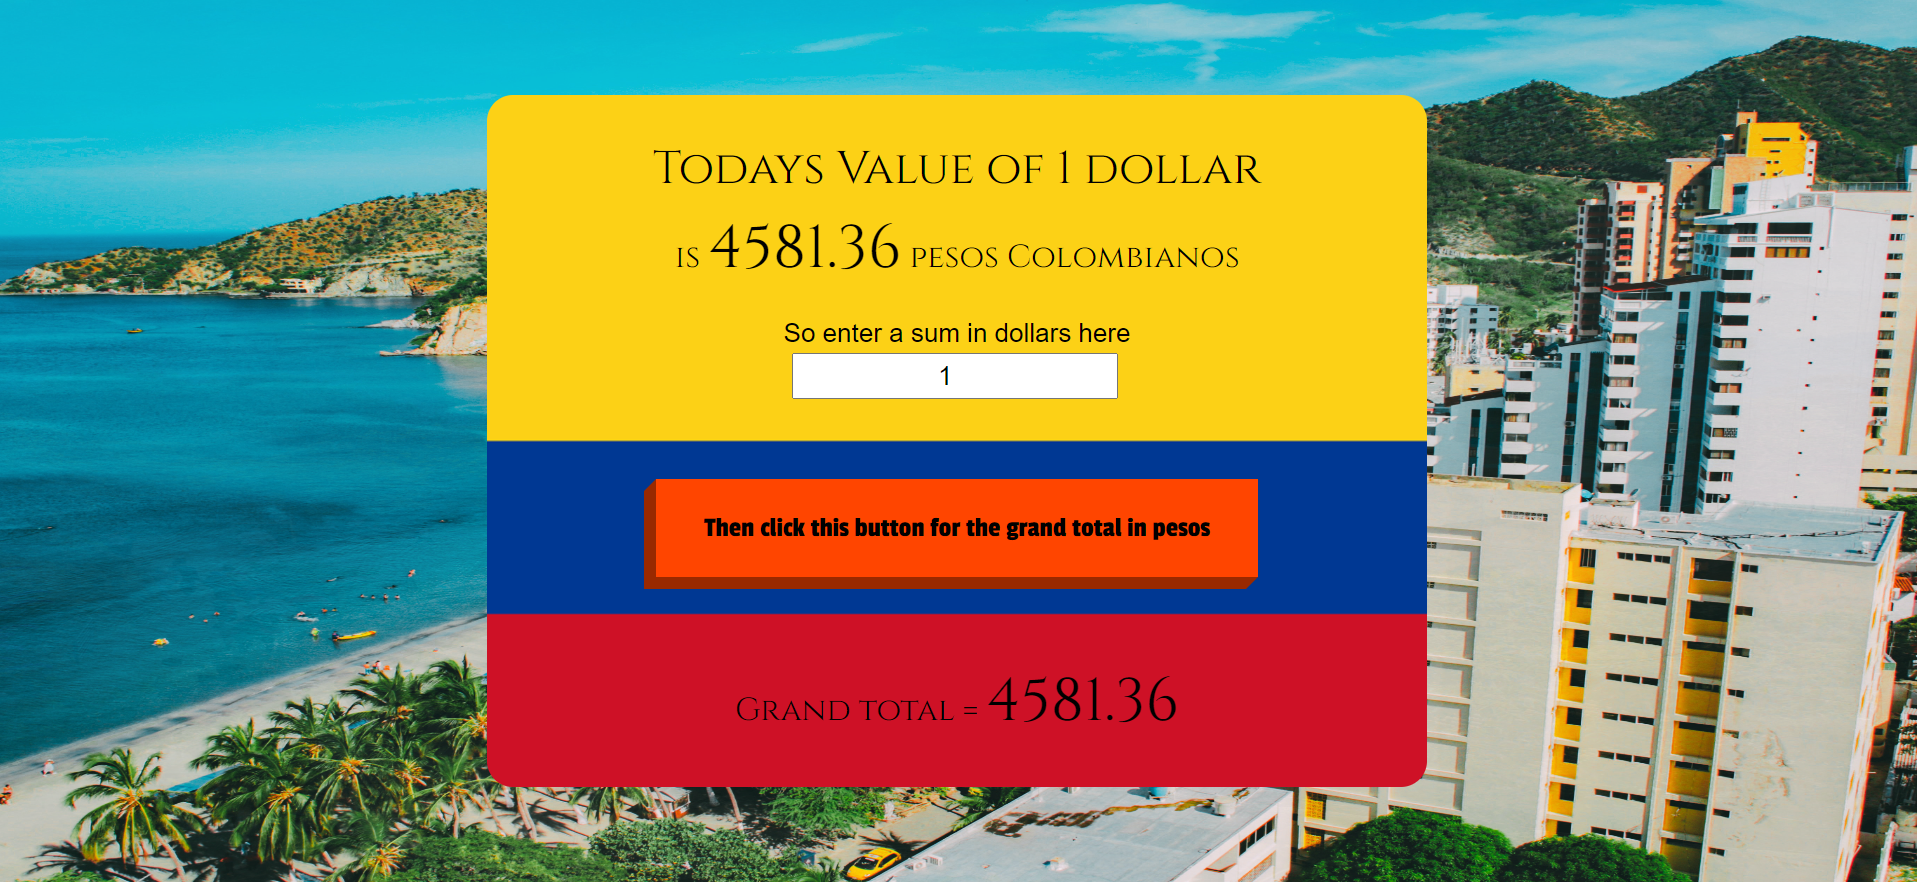 Todays Value of 1 dollar
is 4581.36 pesos Colombianos
So enter a sum in dollars here
1
Then click this button for the grand total in pesos
Grand total = 4581.36